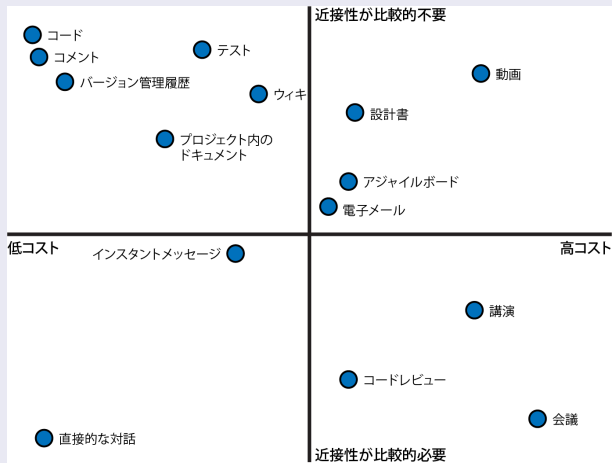 近接性が比較的不要
コード
コメント
テスト
バージョン管理履歴
動画
ウィキ
設計書
プロジェクト内の
ドキュメント
アジャイルボード
電子メール
低コスト
高コスト
インスタントメッセージ
講演
コードレビュー
会議
直接的な対話
近接性が比較的必要